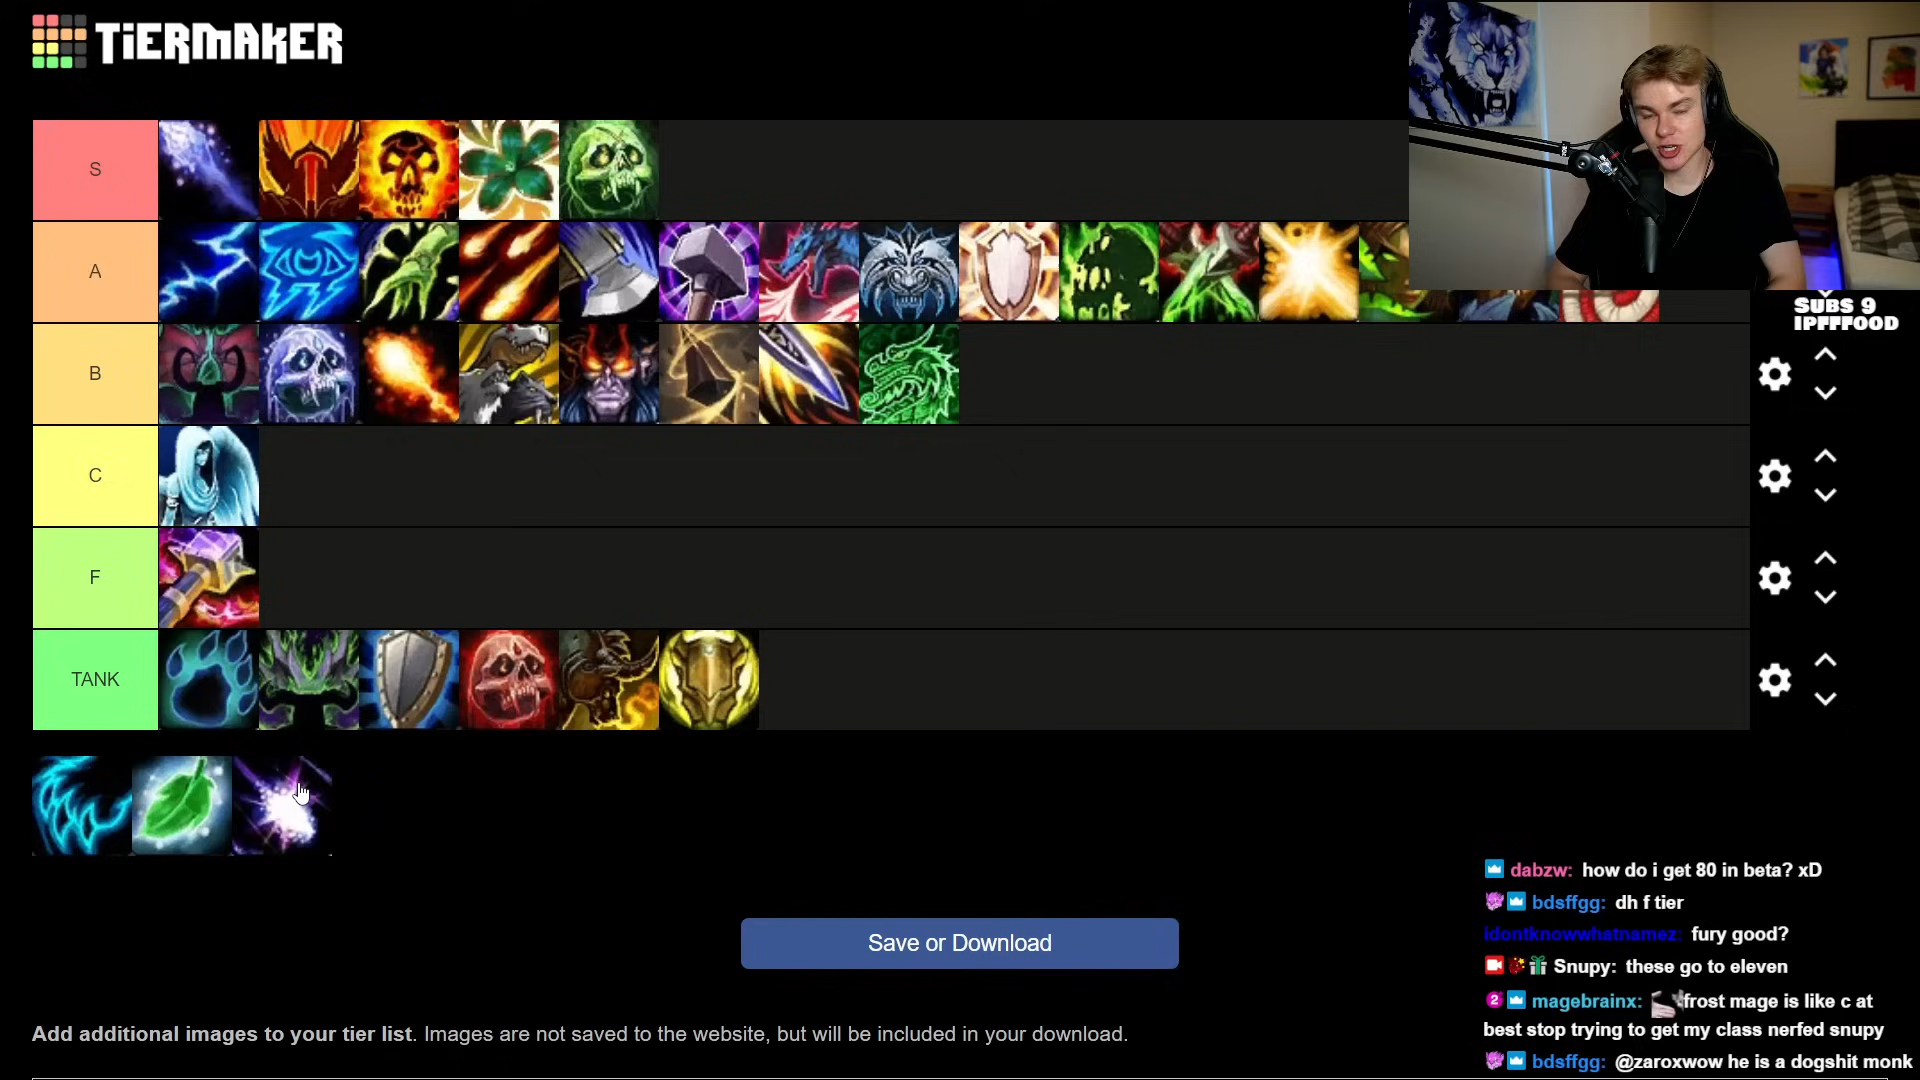 TiERMAKER
S
A
B
C
F
TANK
SUBS 9
IPFFFOOD
Save or Download
Add additional images to your tier list. Images are not saved to the website, but will be included in your download.
dabzw: how do i get 80 in beta? xD
bdsffgg: dh f tier
idontknowwhatnamez: fury good?
Snupy: these go to eleven
2 magebrainx: frost mage is like c at
best stop trying to get my class nerfed snupy
bdsffgg: @zaroxwow he is a dogshit monk